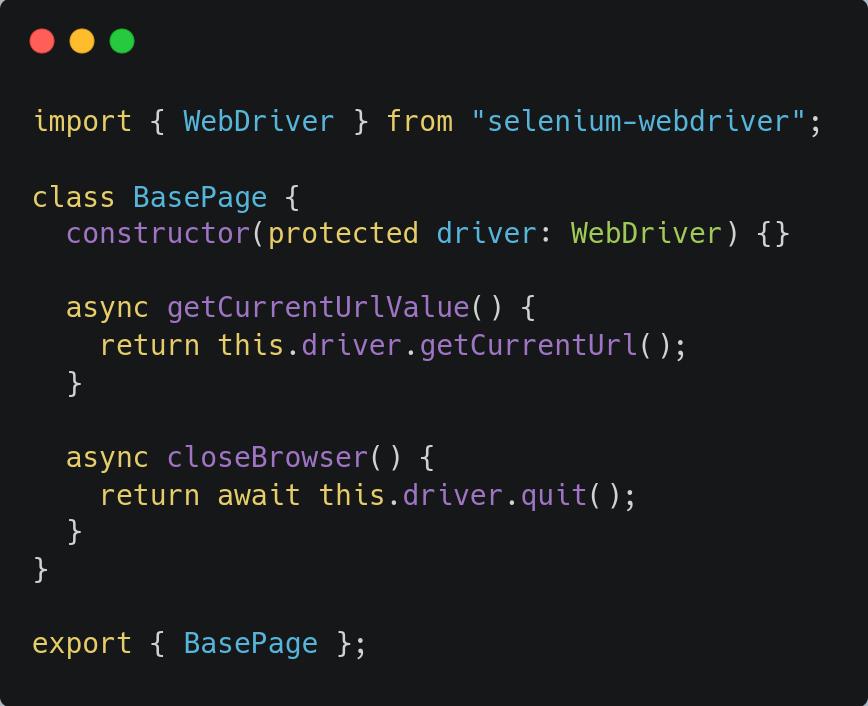 import { WebDriver } from "selenium-webdriver";

class BasePage {
  constructor(protected driver: WebDriver) {}

  async getCurrentUrlValue() {
    return this.driver.getCurrentUrl();
  }

  async closeBrowser() {
    return await this.driver.quit();
  }
}

export { BasePage };